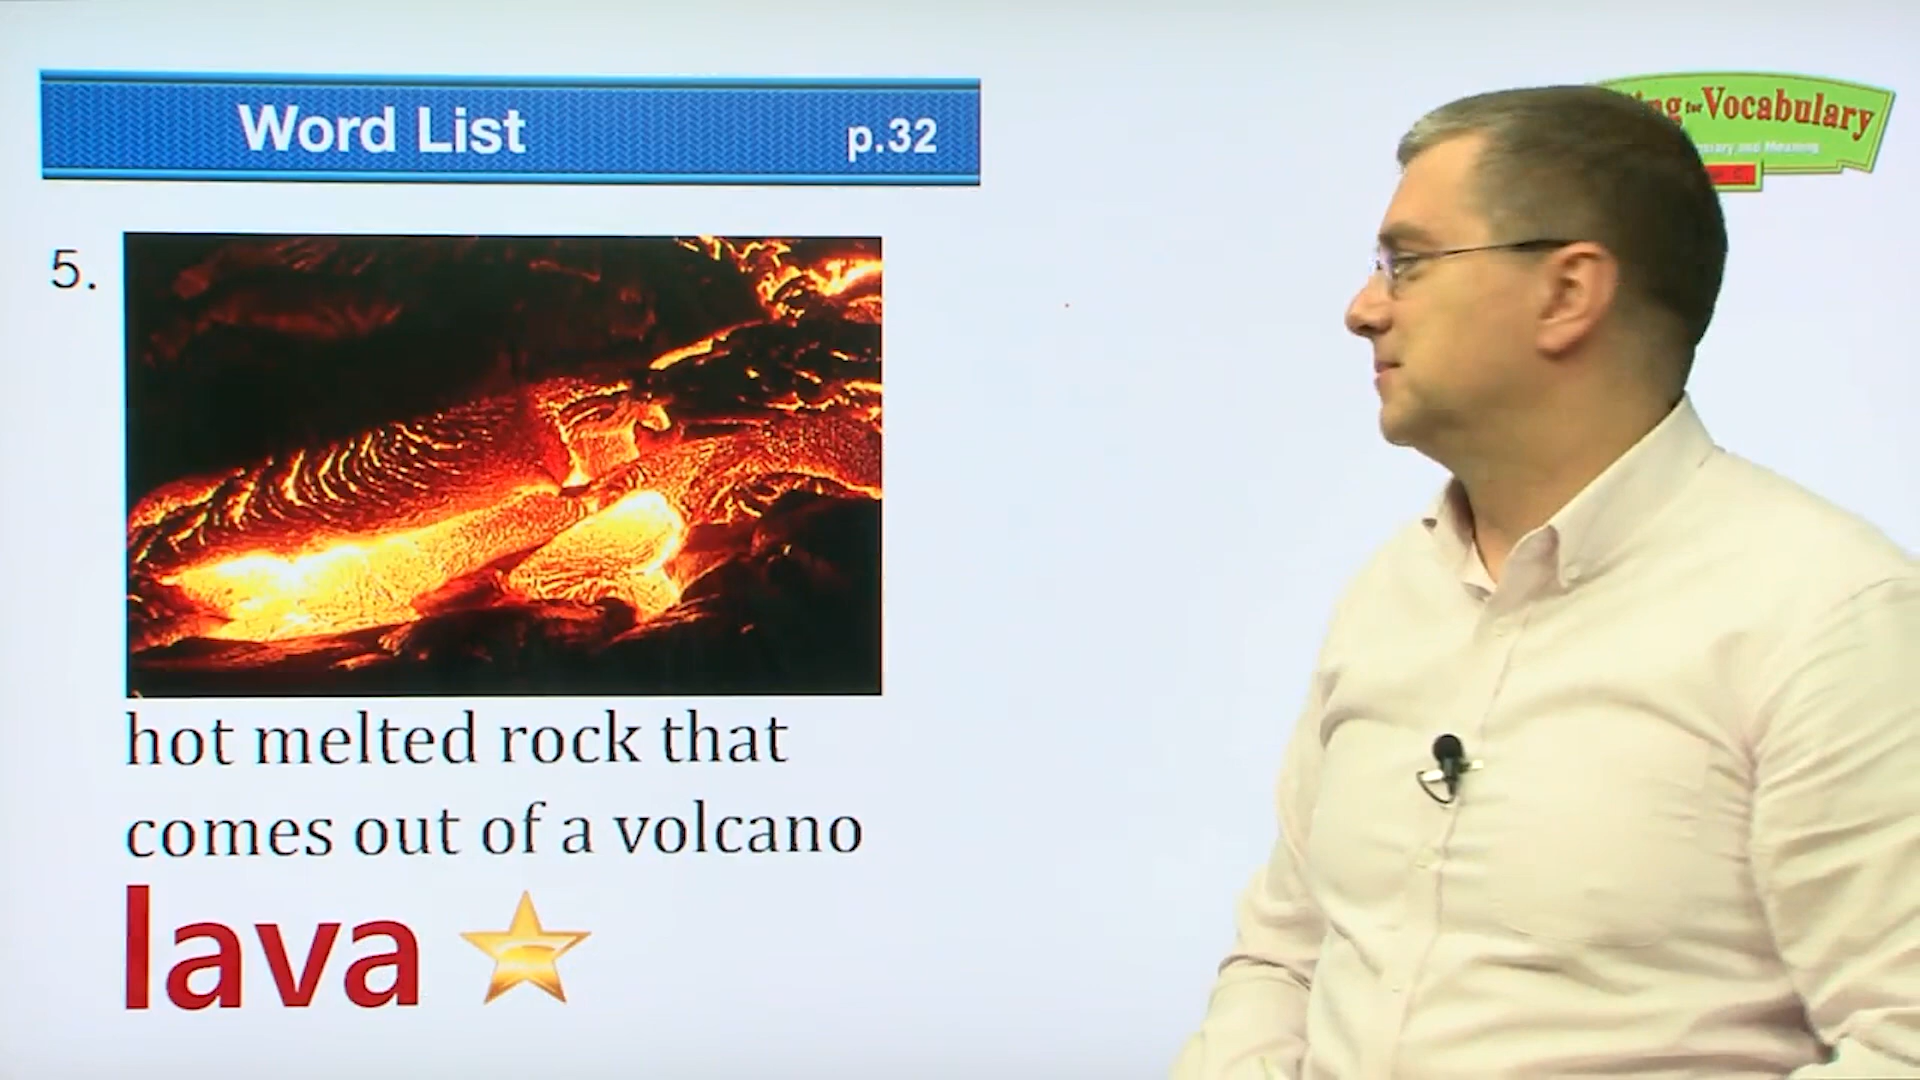 Word List p.32
Vocabulary
5.
hot melted rock that
comes out of a volcano
lava